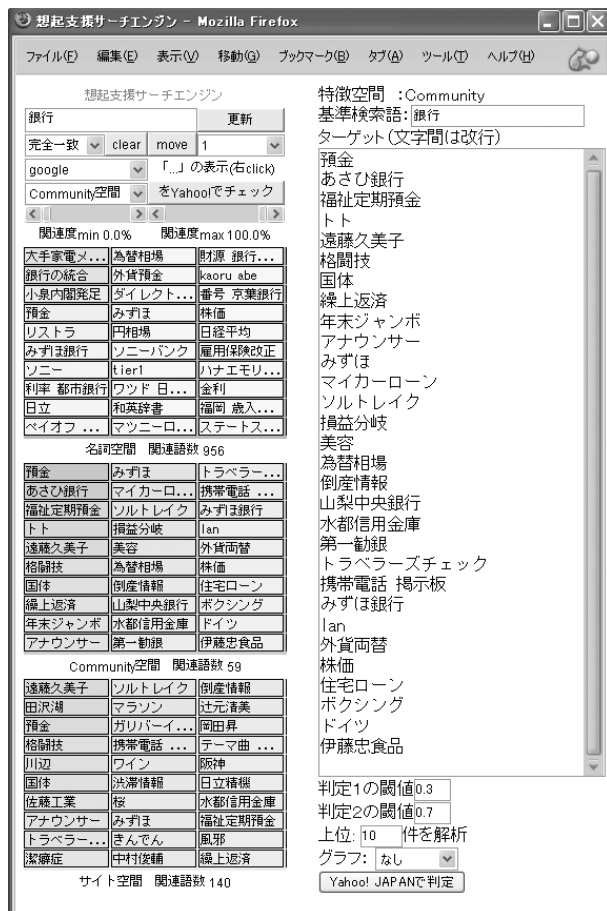 想起支援サーチエンジン - Mozilla Firefox
ファイル(F) 編集(E) 表示(V) 移動(G) ブックマーク(B) タブ(A) ツール(T) ヘルプ(H)
想起支援サーチエンジン
銀行 更新
完全一致 clear move 1
google 「...」の表示(右click)
Community空間 をYahoo!でチェック
関連度min 0.0% 関連度max 100.0%
大手家電メ... 為替相場 財源 銀行...
銀行の統合 外貨預金 kaoru abe
小泉内閣発足 ダイレクト... 番号 京葉銀行
預金 みずほ 株価
リストラ 円相場 日経平均
みずほ銀行 ソニーバンク 雇用保険改正
ソニー tier1 ハナエモリ...
利率 都市銀行 ワッド 日... 金利
日立 和英辞書 福岡 歳入...
ペイオフ ... マツニーロ... ステートス...
名詞空間 関連語数 956
預金 みずほ トラベラー...
あさひ銀行 マイカーロ... 携帯電話 ...
福祉定期預金 ソルトレイク みずほ銀行
トト 損益分岐 lan
遠藤久美子 美容 外貨両替
格闘技 為替相場 株価
国体 倒産情報 住宅ローン
繰上返済 山梨中央銀行 ボクシング
年末ジャンボ 水都信用金庫 ドイツ
アナウンサー 第一勧銀 伊藤忠食品
Community空間 関連語数 59
遠藤久美子 ソルトレイク 倒産情報
田沢湖 マラソン 辻元清美
預金 ガリバーイ... 岡田昇
格闘技 携帯電話 ... テーマ曲 ...
川辺 ワイン 阪神
国体 渋滞情報 日立精機
佐藤工業 桜 水都信用金庫
アナウンサー みずほ 福祉定期預金
トラベラー... きんでん 風邪
潔癖症 中村俊輔 繰上返済
サイト空間 関連語数 140
特徴空間 :Community
基準検索語: 銀行
ターゲット(文字間は改行)
預金
あさひ銀行
福祉定期預金
トト
遠藤久美子
格闘技
国体
繰上返済
年末ジャンボ
アナウンサー
みずほ
マイカーローン
ソルトレイク
損益分岐
美容
為替相場
倒産情報
山梨中央銀行
水都信用金庫
第一勧銀
トラベラーズチェック
携帯電話 掲示板
みずほ銀行
lan
外貨両替
株価
住宅ローン
ボクシング
ドイツ
伊藤忠食品
判定1の閾値 0.3
判定2の閾値 0.7
上位: 10 件を解析
グラフ: なし
Yahoo! JAPANで判定